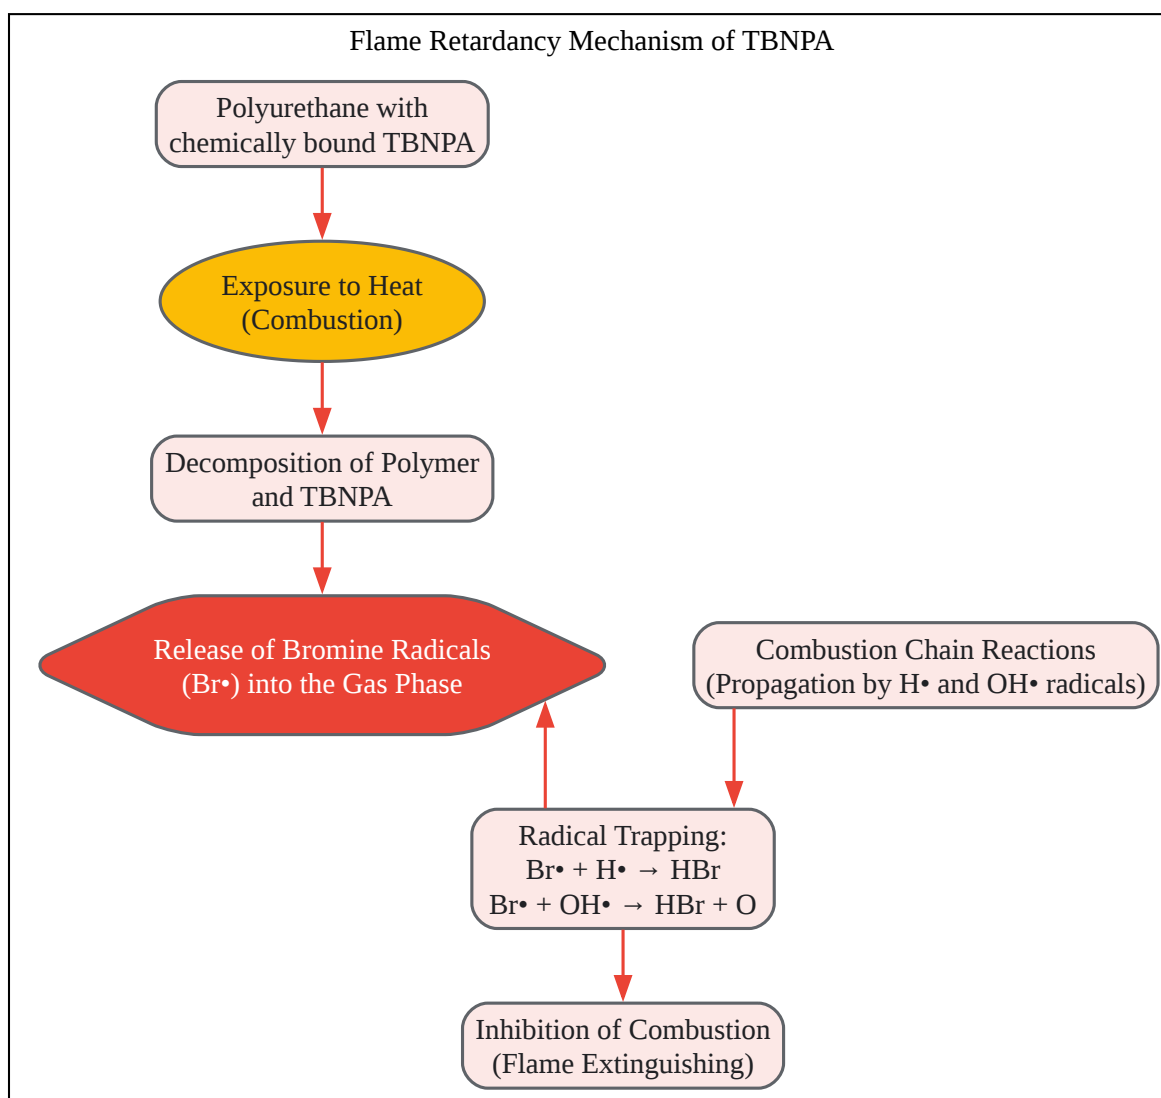 Flame Retardancy Mechanism of TBNPA
Polyurethane with
chemically bound TBNPA
Exposure to Heat
(Combustion)
Decomposition of Polymer
and TBNPA
Release of Bromine Radicals
(Br•) into the Gas Phase
Combustion Chain Reactions
(Propagation by H• and OH• radicals)
Radical Trapping:
Br• + H• → HBr
Br• + OH• → HBr + O
Inhibition of Combustion
(Flame Extinguishing)